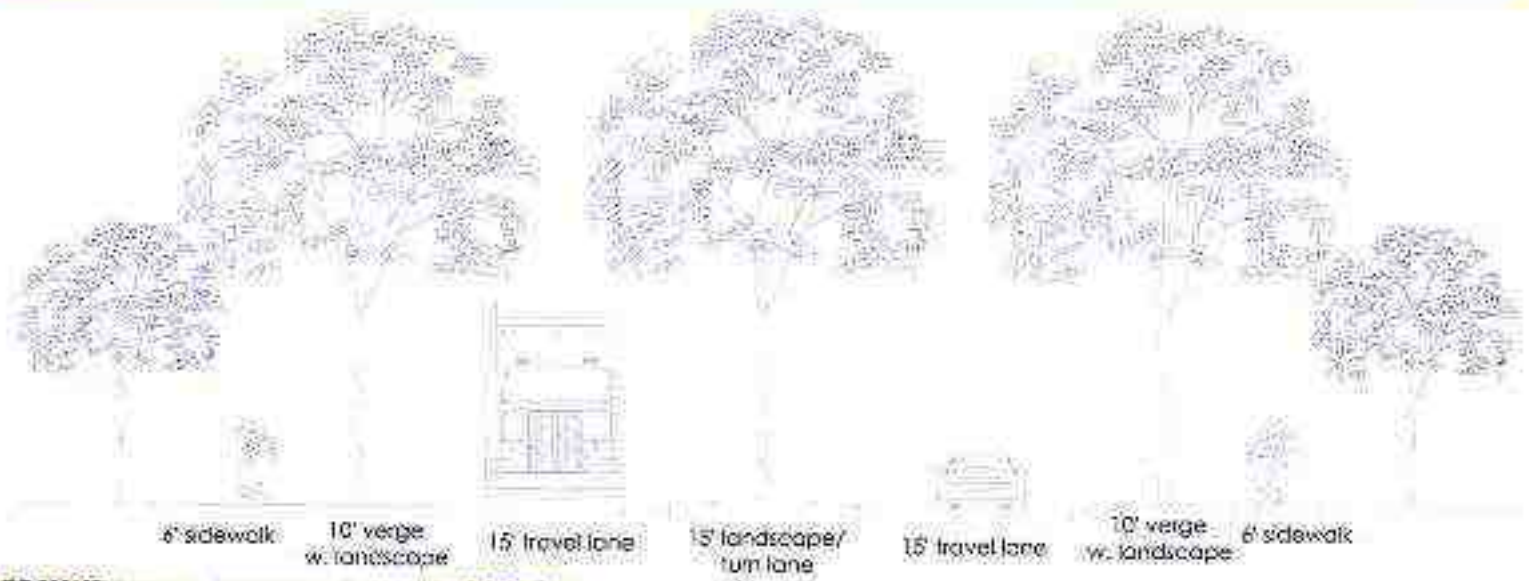 6' sidewalk
10' verge
w. landscape
15' travel lane
15' landscape/
turn lane
15' travel lane
10' verge
w. landscape
6' sidewalk